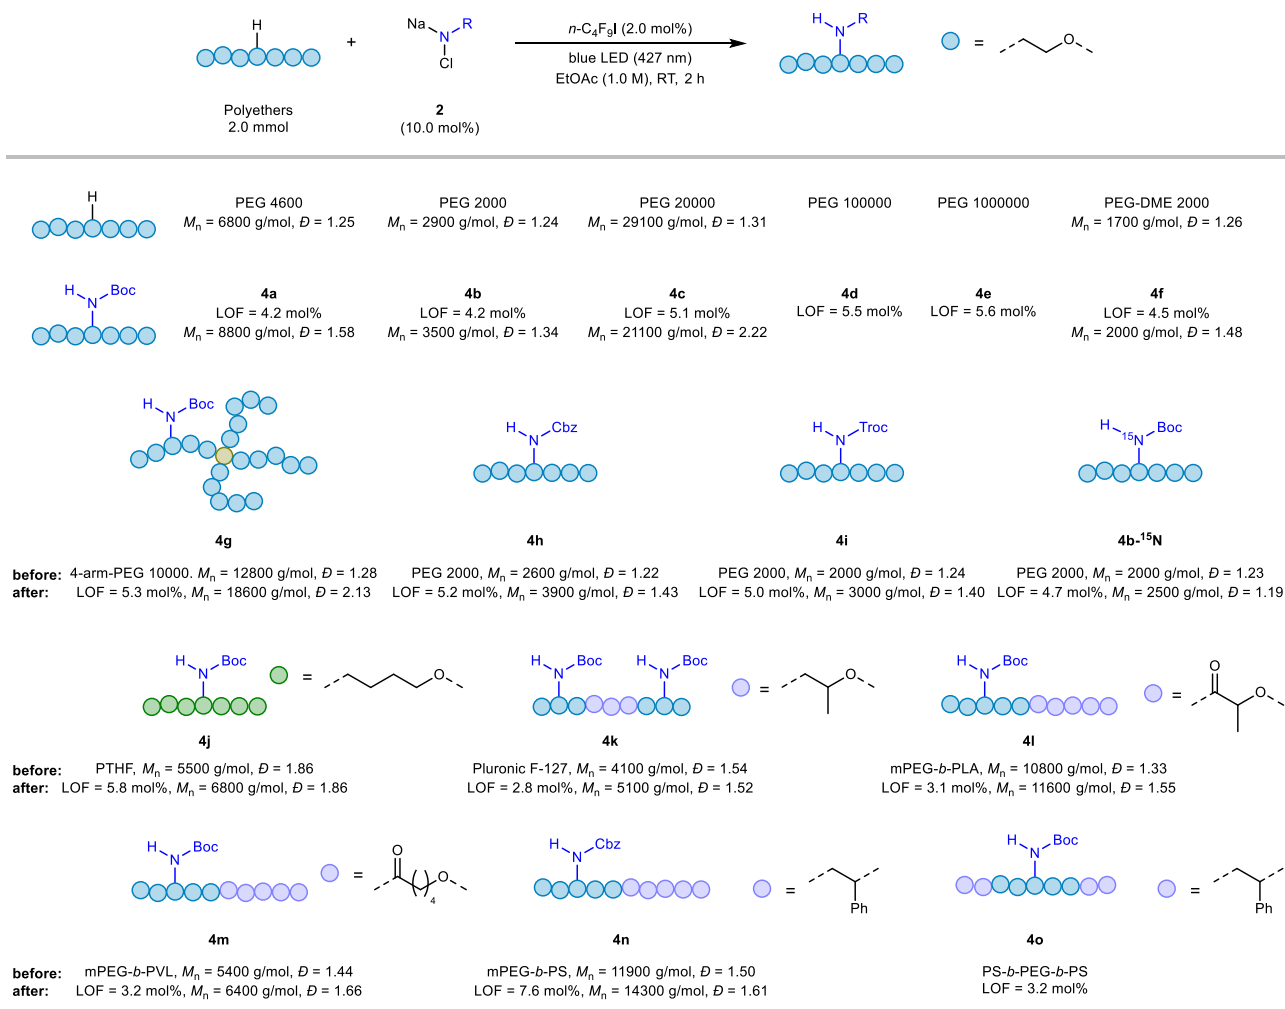 H
Polyethers
2.0 mmol
+
Na
N
R
Cl
2
(10.0 mol%)
n-C₄F₉I (2.0 mol%)
blue LED (427 nm)
EtOAc (1.0 M), RT, 2 h
H
N
R
=
O
H
PEG 4600
Mₙ = 6800 g/mol, Đ = 1.25
PEG 2000
Mₙ = 2900 g/mol, Đ = 1.24
PEG 20000
Mₙ = 29100 g/mol, Đ = 1.31
PEG 100000
PEG 1000000
PEG-DME 2000
Mₙ = 1700 g/mol, Đ = 1.26
H
N
Boc
4a
LOF = 4.2 mol%
Mₙ = 8800 g/mol, Đ = 1.58
4b
LOF = 4.2 mol%
Mₙ = 3500 g/mol, Đ = 1.34
4c
LOF = 5.1 mol%
Mₙ = 21100 g/mol, Đ = 2.22
4d
LOF = 5.5 mol%
4e
LOF = 5.6 mol%
4f
LOF = 4.5 mol%
Mₙ = 2000 g/mol, Đ = 1.48
H
N
Boc
4g
H
N
Cbz
4h
H
N
Troc
4i
H
¹⁵N
Boc
4b-¹⁵N
before: 4-arm-PEG 10000. Mₙ = 12800 g/mol, Đ = 1.28
after: LOF = 5.3 mol%, Mₙ = 18600 g/mol, Đ = 2.13
PEG 2000, Mₙ = 2600 g/mol, Đ = 1.22
LOF = 5.2 mol%, Mₙ = 3900 g/mol, Đ = 1.43
PEG 2000, Mₙ = 2000 g/mol, Đ = 1.24
LOF = 5.0 mol%, Mₙ = 3000 g/mol, Đ = 1.40
PEG 2000, Mₙ = 2000 g/mol, Đ = 1.23
LOF = 4.7 mol%, Mₙ = 2500 g/mol, Đ = 1.19
H
N
Boc
=
O
4j
H
N
Boc
H
N
Boc
=
O
4k
H
N
Boc
=
O
O
4l
before: PTHF, Mₙ = 5500 g/mol, Đ = 1.86
after: LOF = 5.8 mol%, Mₙ = 6800 g/mol, Đ = 1.86
Pluronic F-127, Mₙ = 4100 g/mol, Đ = 1.54
LOF = 2.8 mol%, Mₙ = 5100 g/mol, Đ = 1.52
mPEG-b-PLA, Mₙ = 10800 g/mol, Đ = 1.33
LOF = 3.1 mol%, Mₙ = 11600 g/mol, Đ = 1.55
H
N
Boc
=
O
O
4
4m
H
N
Cbz
=
Ph
4n
H
N
Boc
=
Ph
4o
before: mPEG-b-PVL, Mₙ = 5400 g/mol, Đ = 1.44
after: LOF = 3.2 mol%, Mₙ = 6400 g/mol, Đ = 1.66
mPEG-b-PS, Mₙ = 11900 g/mol, Đ = 1.50
LOF = 7.6 mol%, Mₙ = 14300 g/mol, Đ = 1.61
PS-b-PEG-b-PS
LOF = 3.2 mol%